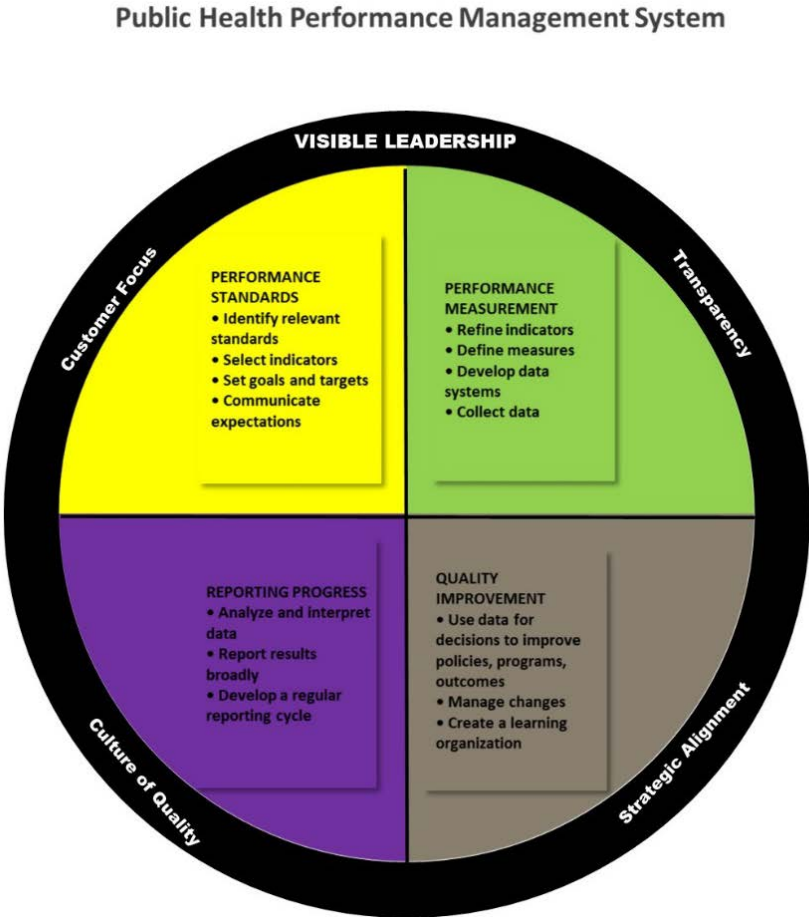 Public Health Performance Management System
VISIBLE LEADERSHIP
Customer Focus
Transparency
PERFORMANCE
STANDARDS
• Identify relevant
standards
• Select indicators
• Set goals and targets
• Communicate
expectations
PERFORMANCE
MEASUREMENT
• Refine indicators
• Define measures
• Develop data
systems
• Collect data
REPORTING PROGRESS
• Analyze and interpret
data
• Report results
broadly
• Develop a regular
reporting cycle
QUALITY
IMPROVEMENT
• Use data for
decisions to improve
policies, programs,
outcomes
• Manage changes
• Create a learning
organization
Culture of Quality
Strategic Alignment